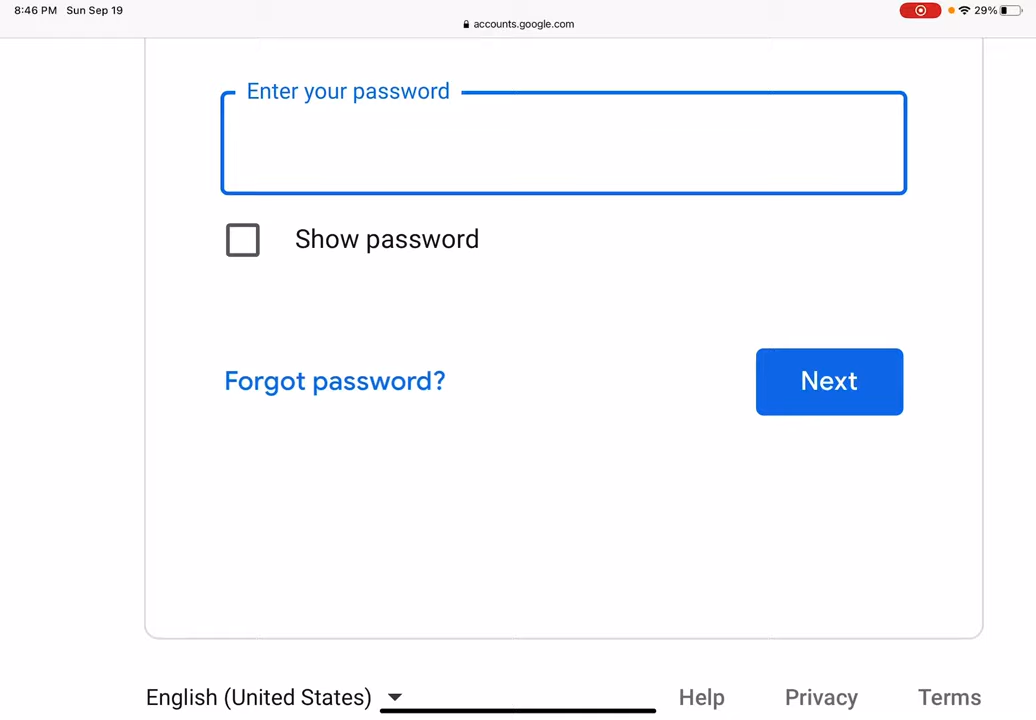 8:46 PM Sun Sep 19
29%
accounts.google.com
Enter your password
Show password
Forgot password?
Next
English (United States)
Help
Privacy
Terms